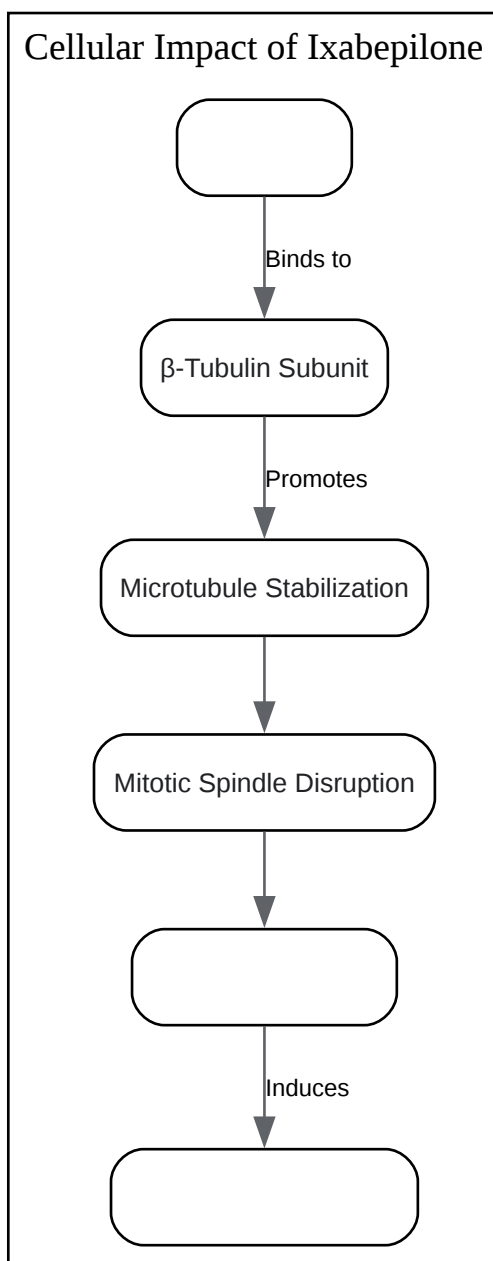 Cellular Impact of Ixabepilone
Binds to
β-Tubulin Subunit
Promotes
Microtubule Stabilization
Mitotic Spindle Disruption
Induces